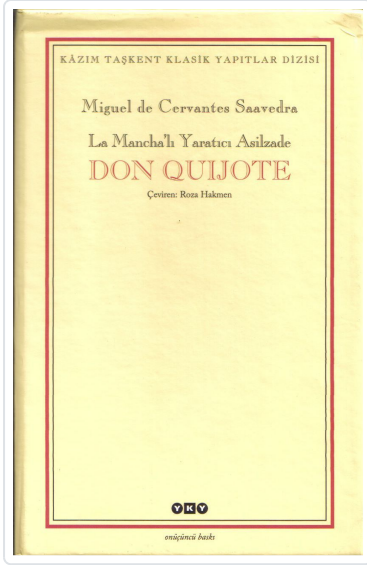 KÂZIM TAŞKENT KLASİK YAPITLAR DİZİSİ
Miguel de Cervantes Saavedra
La Mancha'lı Yaratıcı Asilzade
DON QUIJOTE
Çeviren: Roza Hakmen
YKY
onüçüncü baskı